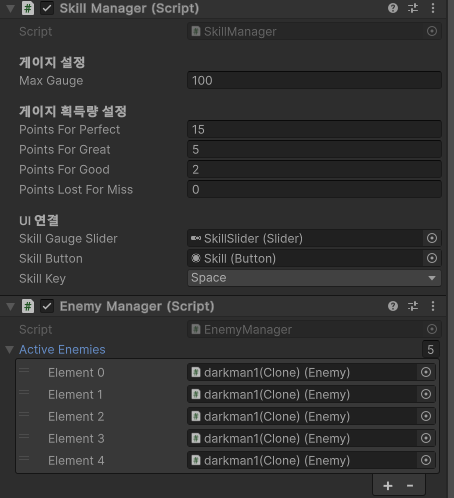 Skill Manager (Script)
Script SkillManager
게이지 설정
Max Gauge 100
게이지 획득량 설정
Points For Perfect 15
Points For Great 5
Points For Good 2
Points Lost For Miss 0
UI 연결
Skill Gauge Slider SkillSlider (Slider)
Skill Button Skill (Button)
Skill Key Space
Enemy Manager (Script)
Script EnemyManager
Active Enemies 5
Element 0 darkman1(Clone) (Enemy)
Element 1 darkman1(Clone) (Enemy)
Element 2 darkman1(Clone) (Enemy)
Element 3 darkman1(Clone) (Enemy)
Element 4 darkman1(Clone) (Enemy)